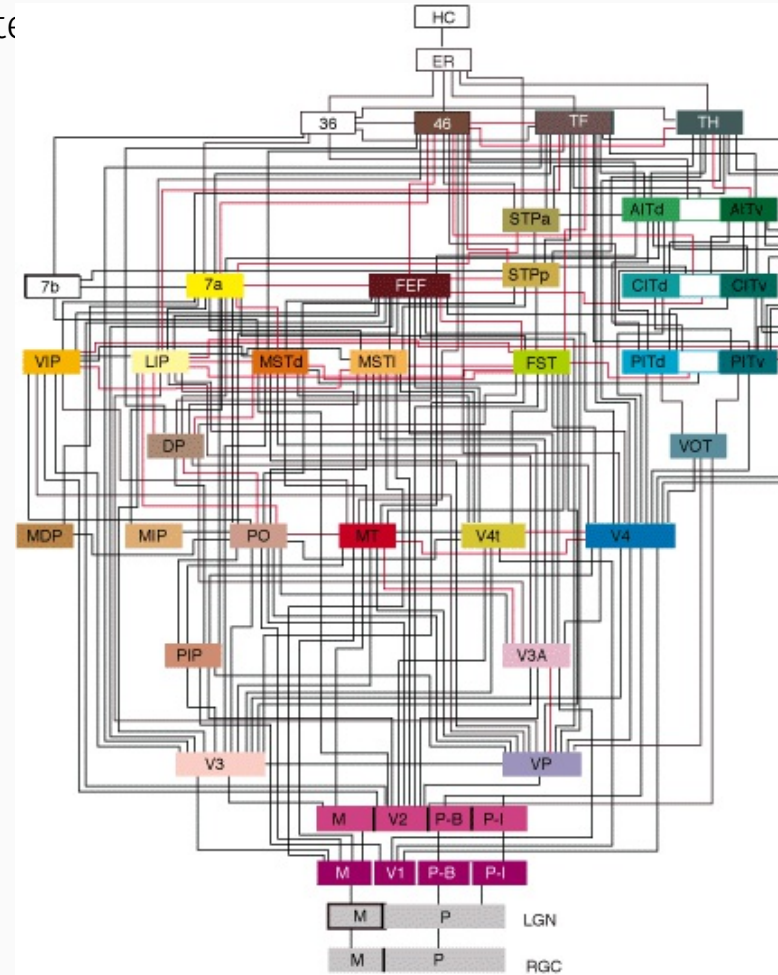 HC
te
ER
36 46 TF TH
STPa AITd AITv
7b 7a FEF STPp CITd CITv
VIP LIP MSTd MSTl FST PITd PITv
DP VOT
MDP MIP PO MT V4t V4
PIP V3A
V3 VP
M V2 P-B P-I
M V1 P-B P-I
M P LGN
M P RGC